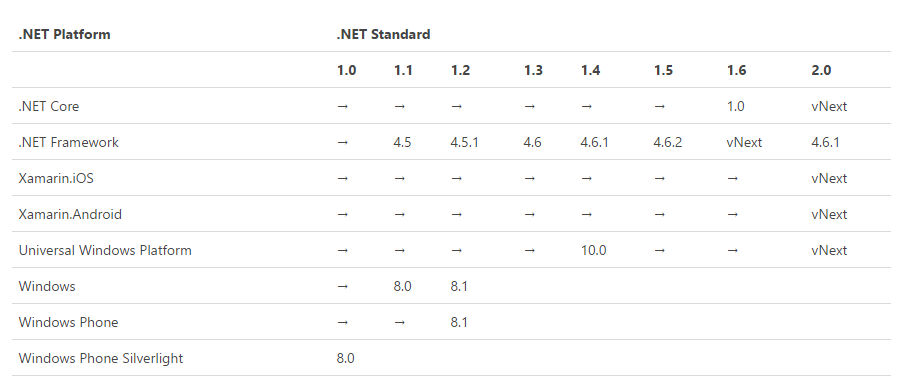 .NET Platform .NET Standard
1.0 1.1 1.2 1.3 1.4 1.5 1.6 2.0
.NET Core → → → → → → 1.0 vNext
.NET Framework → 4.5 4.5.1 4.6 4.6.1 4.6.2 vNext 4.6.1
Xamarin.iOS → → → → → → → vNext
Xamarin.Android → → → → → → → vNext
Universal Windows Platform → → → → 10.0 → → vNext
Windows → 8.0 8.1
Windows Phone → → 8.1
Windows Phone Silverlight 8.0